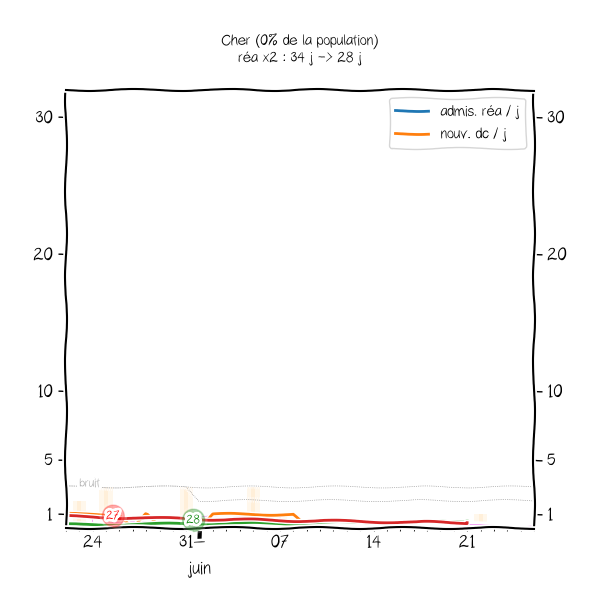 Cher (0% de la population)
réa x2 : 34 j -> 28 j
admis. réa / j
nouv. dc / j
30
30
20
20
10
10
5
5
bruit
1
27
28
1
24
31
07
14
21
juin